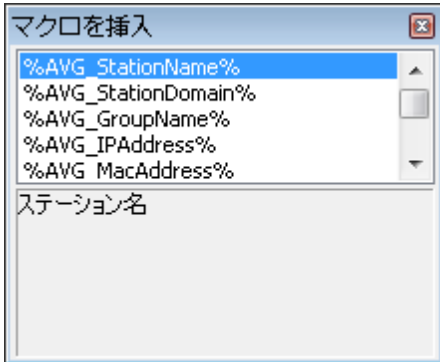 マクロを挿入
%AVG_StationName%
%AVG_StationDomain%
%AVG_GroupName%
%AVG_IPAddress%
%AVG_MacAddress%
ステーション名